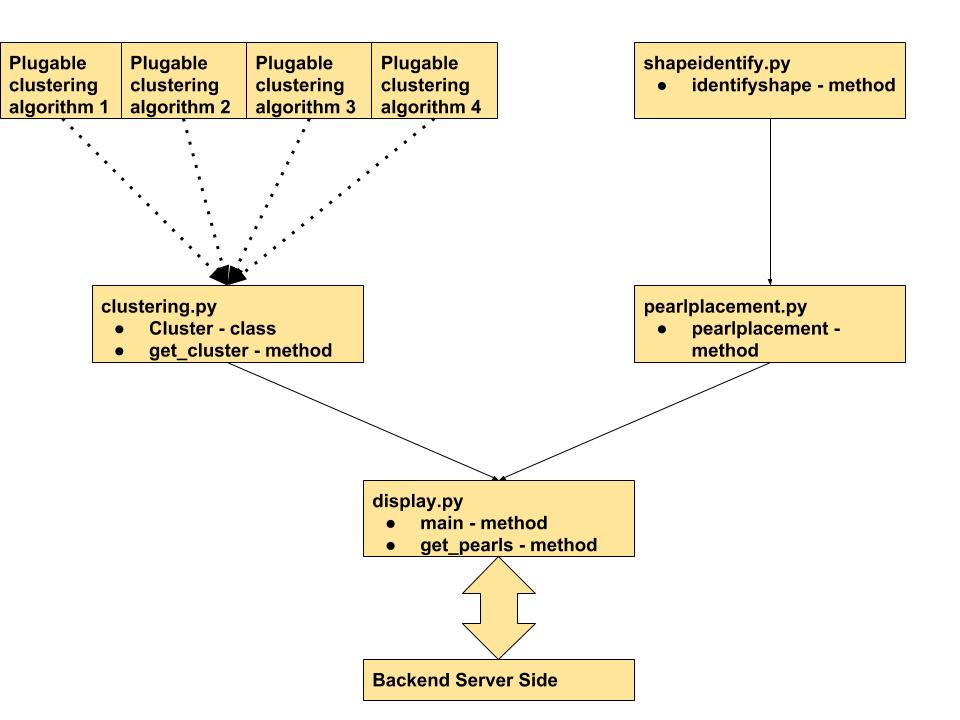 Plugable
clustering
algorithm 1
Plugable
clustering
algorithm 2
Plugable
clustering
algorithm 3
Plugable
clustering
algorithm 4
shapeidentify.py
● identifyshape - method
clustering.py
● Cluster - class
● get_cluster - method
pearlplacement.py
● pearlplacement -
method
display.py
● main - method
● get_pearls - method
Backend Server Side